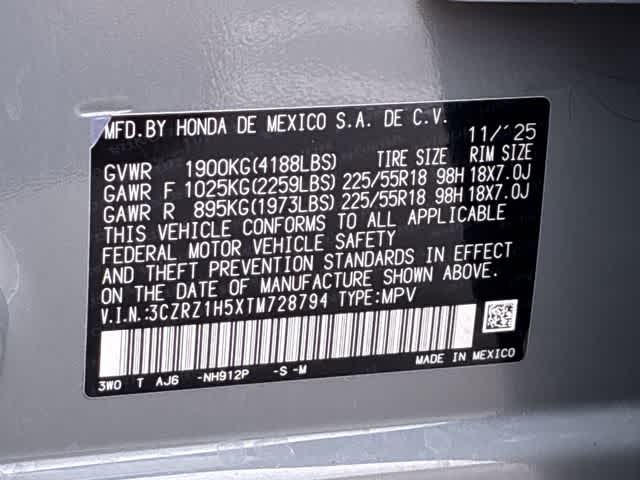 MFD.BY HONDA DE MEXICO S.A. DE C.V. 11/'25
GVWR 1900KG(4188LBS) TIRE SIZE RIM SIZE
GAWR F 1025KG(2259LBS) 225/55R18 98H 18X7.0J
GAWR R 895KG(1973LBS) 225/55R18 98H 18X7.0J
THIS VEHICLE CONFORMS TO ALL APPLICABLE
FEDERAL MOTOR VEHICLE SAFETY
AND THEFT PREVENTION STANDARDS IN EFFECT
ON THE DATE OF MANUFACTURE SHOWN ABOVE.
V.I.N.:3CZRZ1H5XTM728794 TYPE:MPV
MADE IN MEXICO
3WO T AJ6 -NH912P -S -M